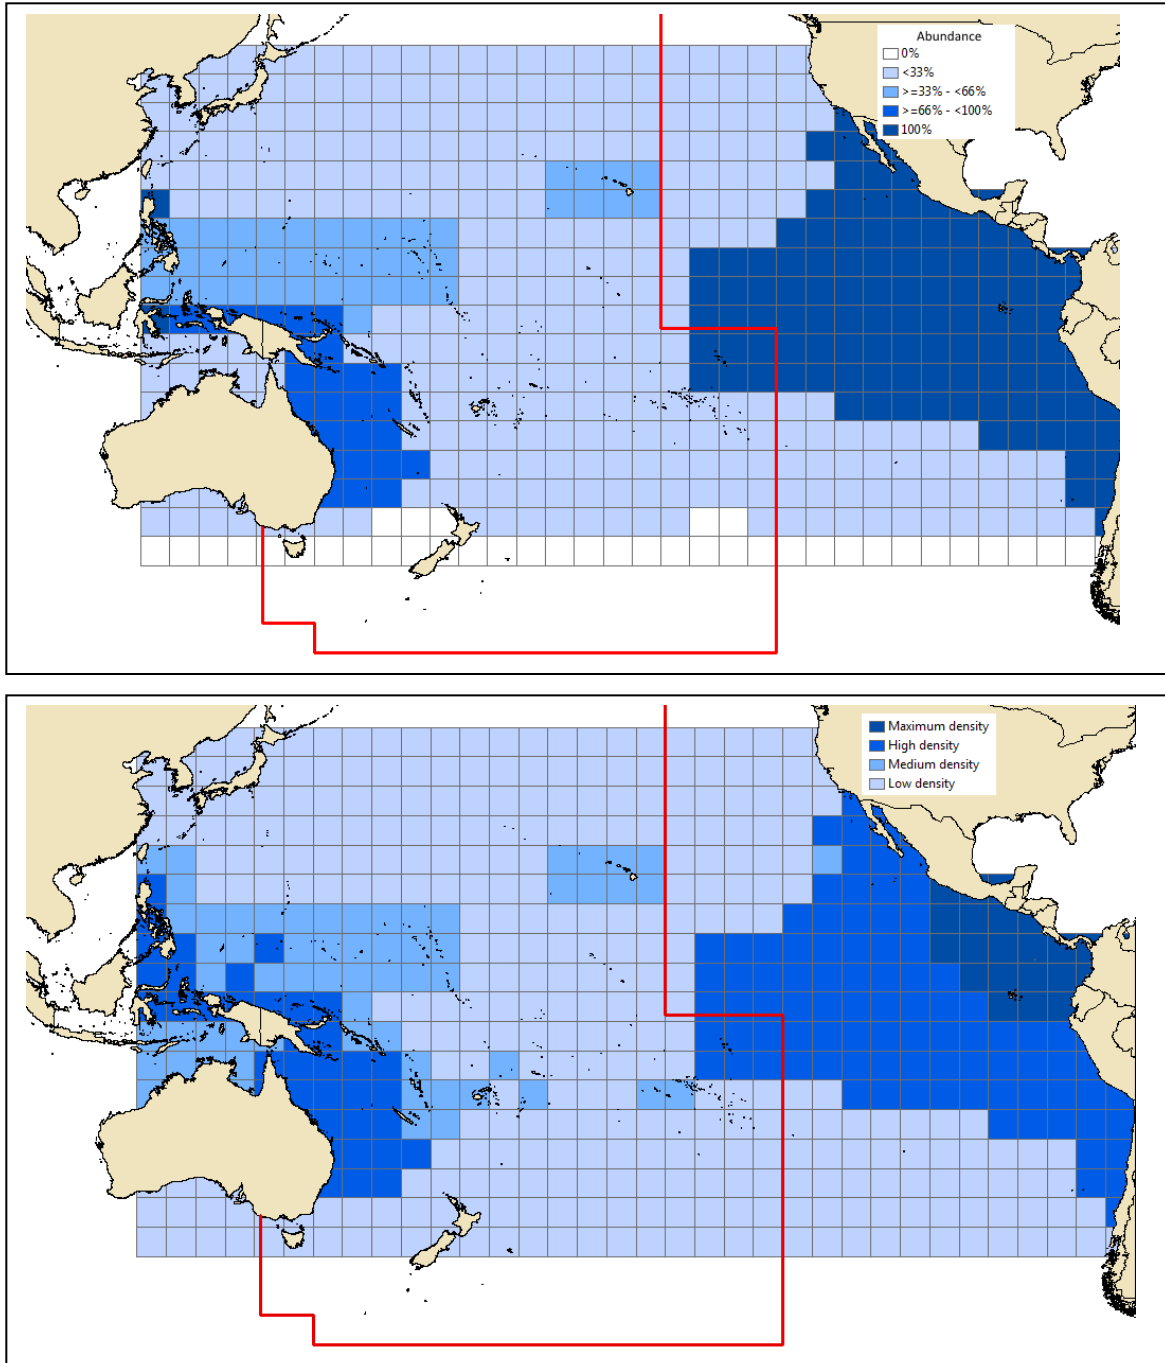 Abundance
0%
<33%
>=33% - <66%
>=66% - <100%
100%
Maximum density
High density
Medium density
Low density